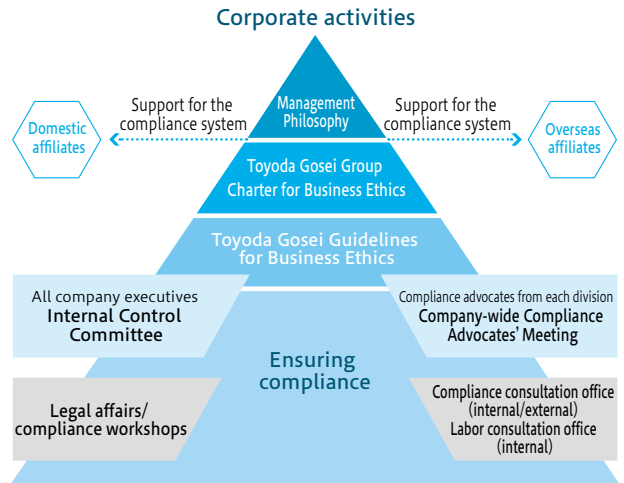 Corporate activities
Support for the
compliance system
Management
Philosophy
Support for the
compliance system
Domestic
affiliates
Overseas
affiliates
Toyoda Gosei Group
Charter for Business Ethics
Toyoda Gosei Guidelines
for Business Ethics
All company executives
Internal Control
Committee
Compliance advocates from each division
Company-wide Compliance
Advocates' Meeting
Ensuring
compliance
Legal affairs/
compliance workshops
Compliance consultation office
(internal/external)
Labor consultation office
(internal)